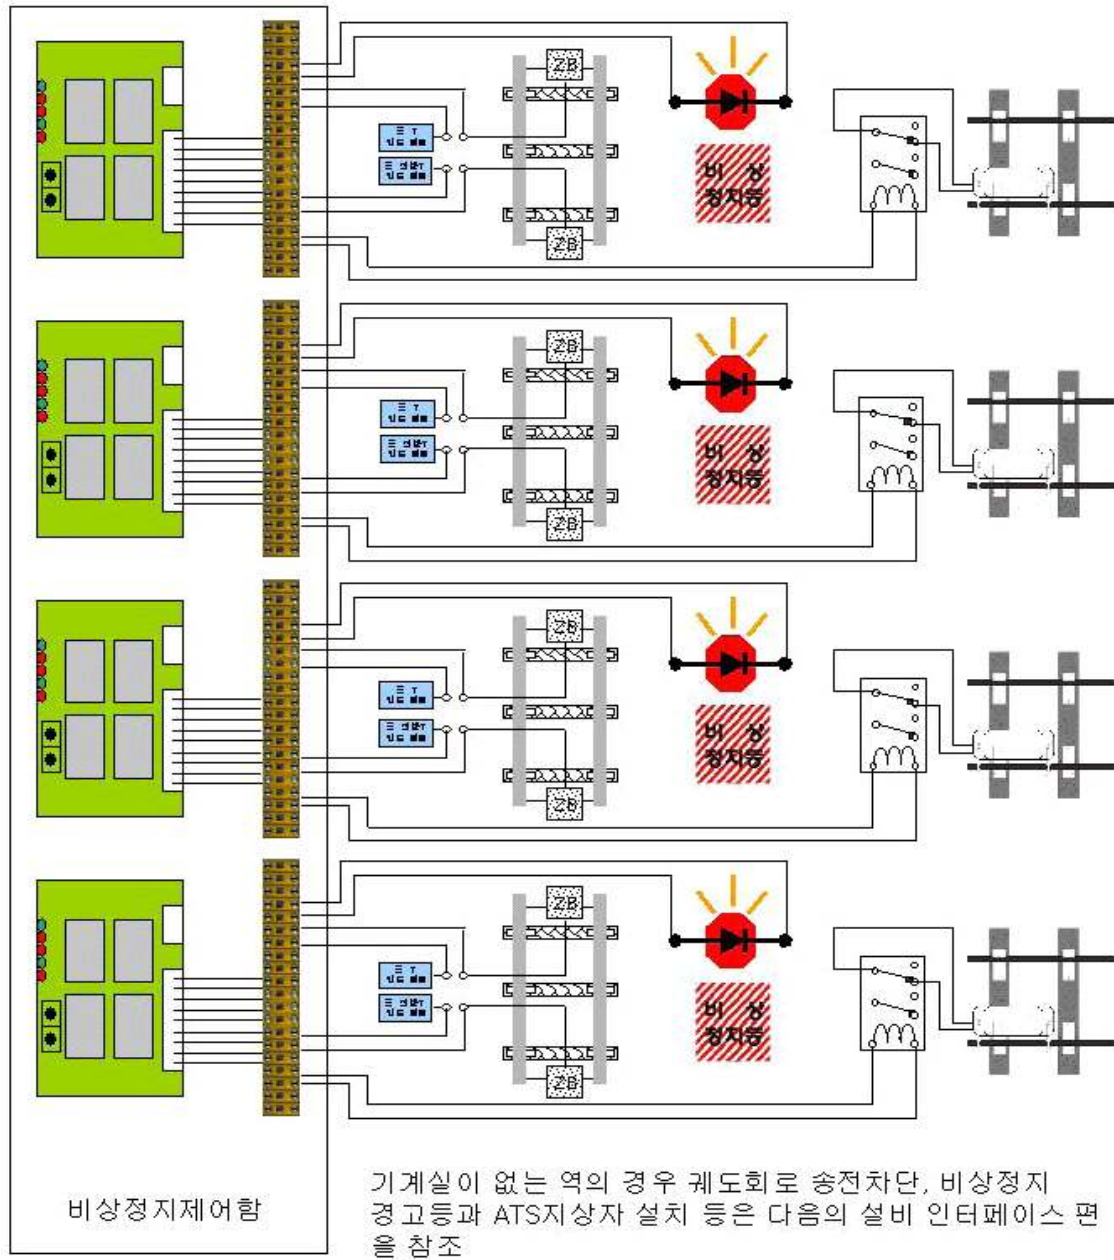 ZB
ZB
비 상
정지등
ZB
ZB
비 상
정지등
ZB
ZB
비 상
정지등
ZB
ZB
비 상
정지등
비상정지제어함
기계실이 없는 역의 경우 궤도회로 송전차단, 비상정지
경고등과 ATS지상자 설치 등은 다음의 설비 인터페이스 편
을 참조